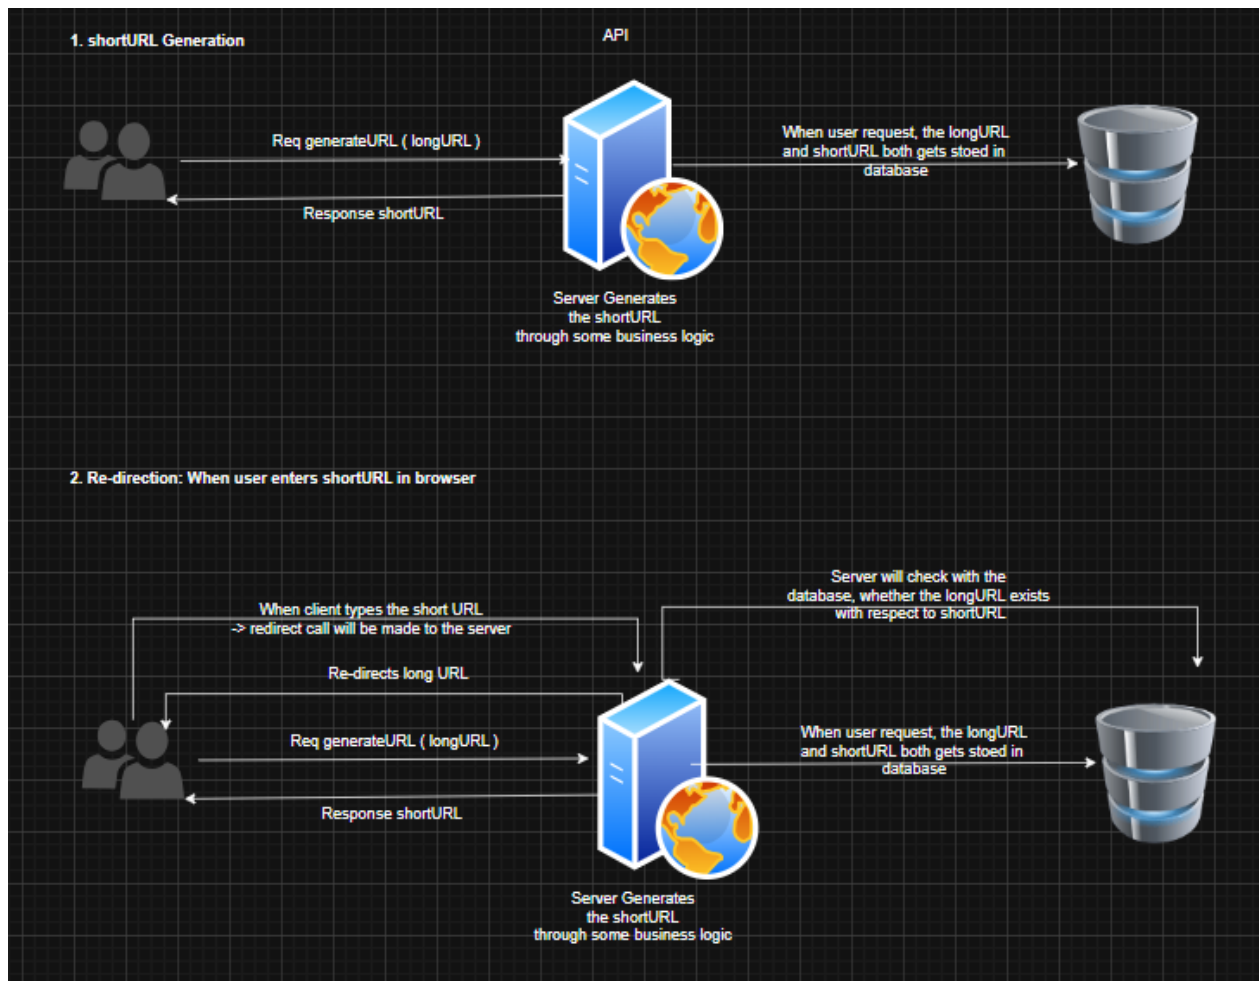 1. shortURL Generation
API
Req generateURL ( longURL )
Response shortURL
When user request, the longURL
and shortURL both gets stoed in
database
Server Generates
the shortURL
through some business logic
2. Re-direction: When user enters shortURL in browser
When client types the short URL
-> redirect call will be made to the server
Re-directs long URL
Req generateURL ( longURL )
Response shortURL
Server will check with the
database, whether the longURL exists
with respect to shortURL
When user request, the longURL
and shortURL both gets stoed in
database
Server Generates
the shortURL
through some business logic